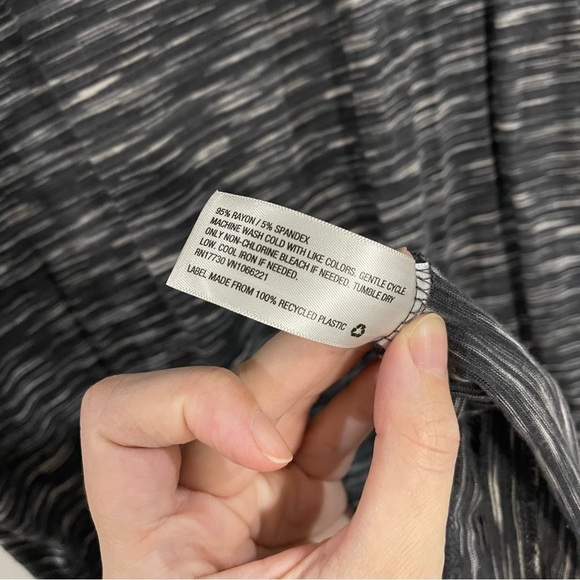 95% RAYON / 5% SPANDEX
MACHINE WASH COLD WITH LIKE COLORS. GENTLE CYCLE.
ONLY NON-CHLORINE BLEACH IF NEEDED. TUMBLE DRY
LOW. COOL IRON IF NEEDED.
RN17730 VN1066221
LABEL MADE FROM 100% RECYCLED PLASTIC